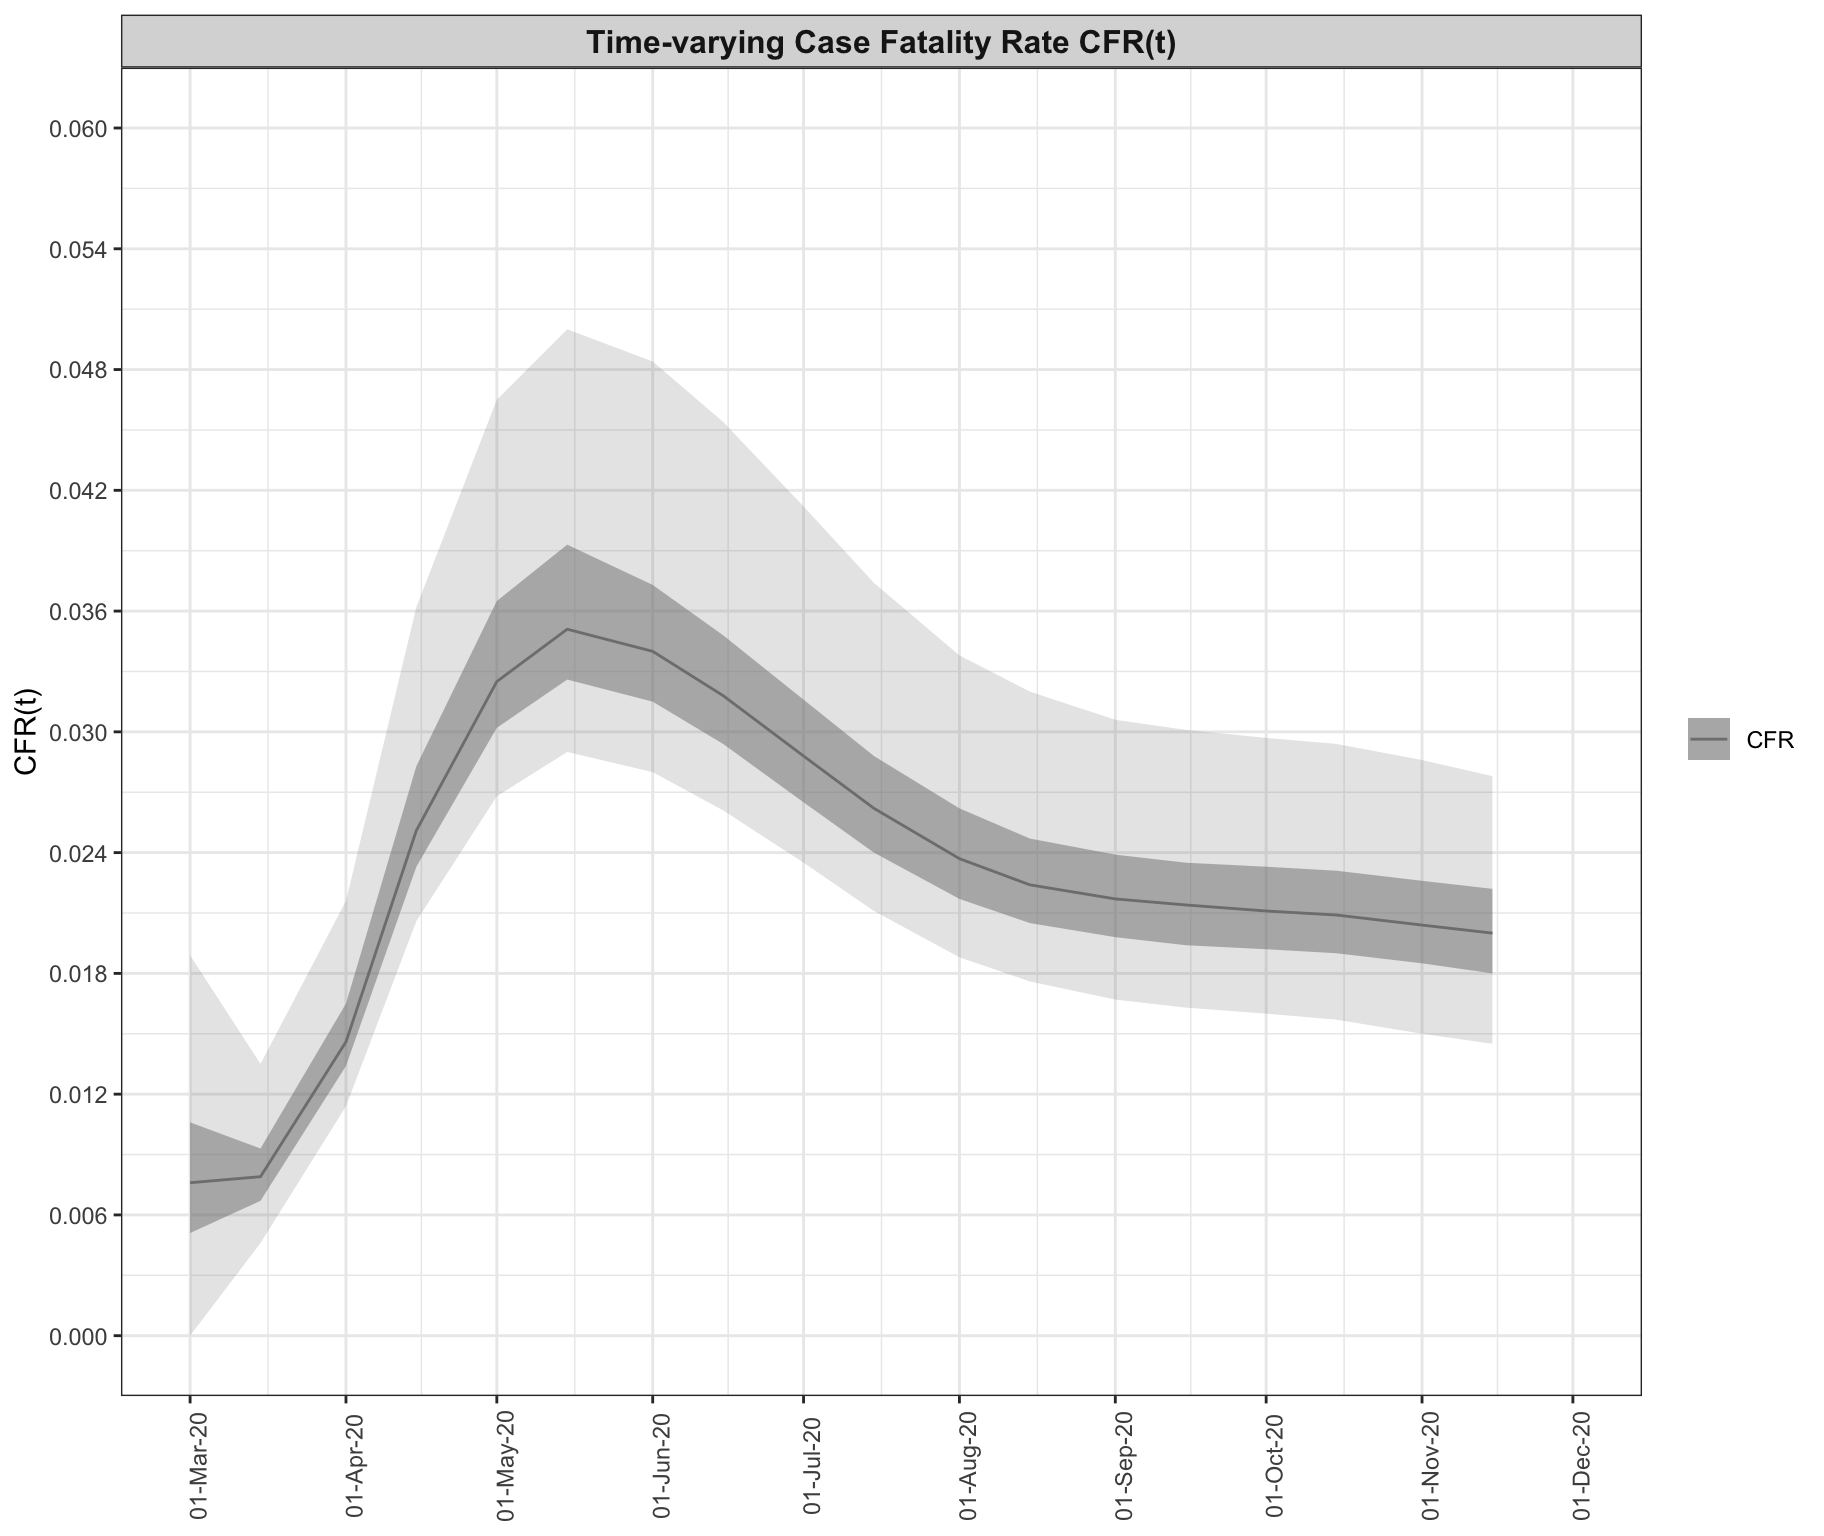 Time-varying Case Fatality Rate CFR(t)
0.060
0.054
0.048
0.042
0.036
0.030
0.024
0.018
0.012
0.006
0.000
CFR(t)
CFR
01-Mar-20
01-Apr-20
01-May-20
01-Jun-20
01-Jul-20
01-Aug-20
01-Sep-20
01-Oct-20
01-Nov-20
01-Dec-20